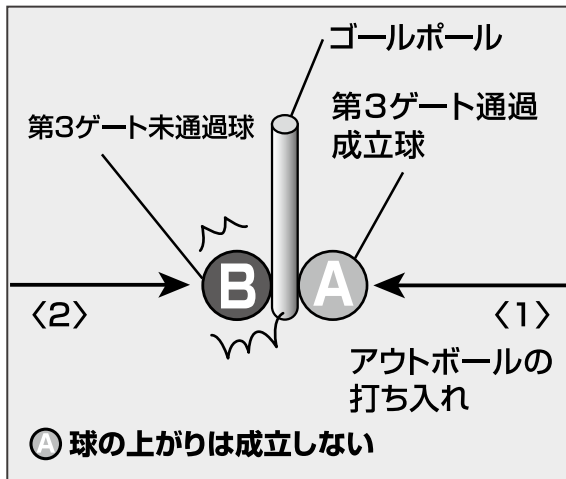 ゴールポール
第3ゲート通過
成立球
第3ゲート未通過球
B
A
〈2〉
〈1〉
アウトボールの
打ち入れ
A 球の上がりは成立しない